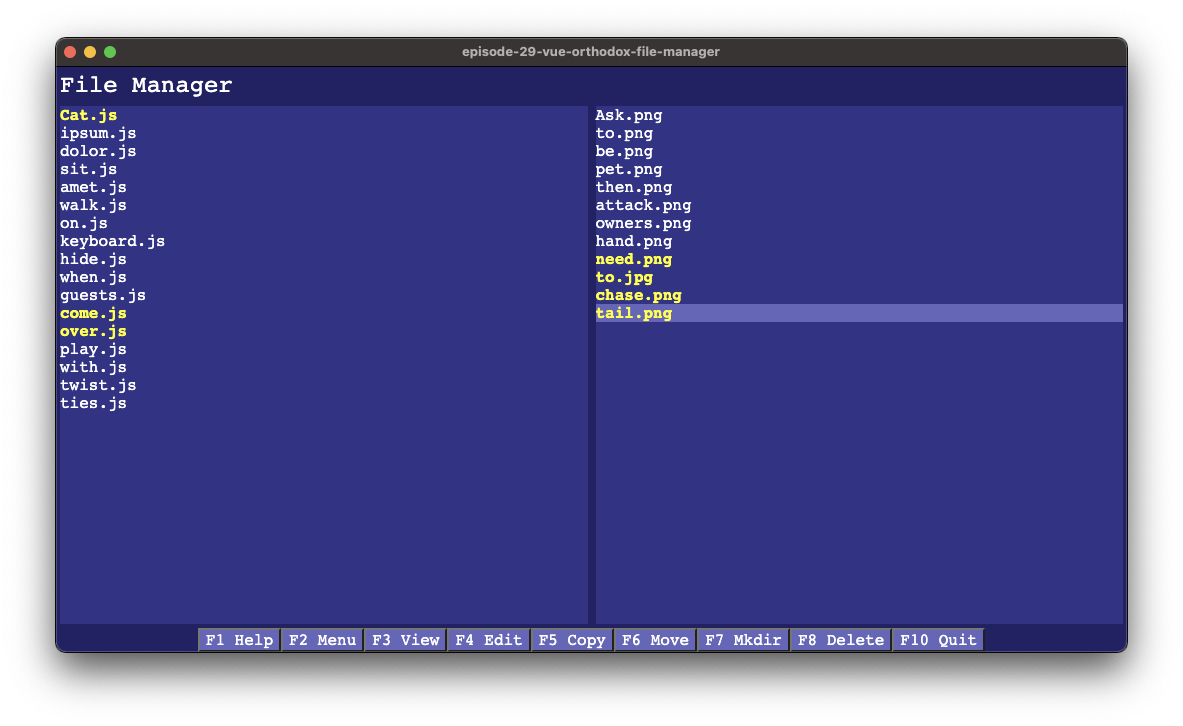 episode-29-vue-orthodox-file-manager
File Manager
Cat.js
ipsum.js
dolor.js
sit.js
amet.js
walk.js
on.js
keyboard.js
hide.js
when.js
guests.js
come.js
over.js
play.js
with.js
twist.js
ties.js
Ask.png
to.png
be.png
pet.png
then.png
attack.png
owners.png
hand.png
need.png
to.jpg
chase.png
tail.png
F1 Help F2 Menu F3 View F4 Edit F5 Copy F6 Move F7 Mkdir F8 Delete F10 Quit